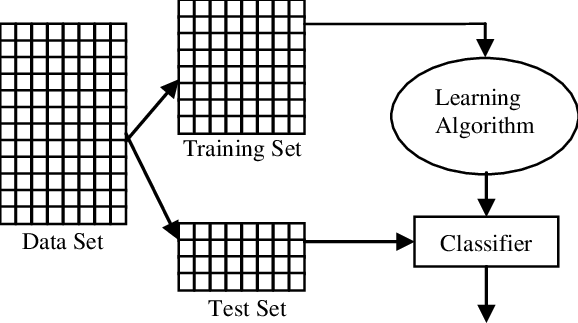 Training Set
Learning
Algorithm
Data Set
Classifier
Test Set